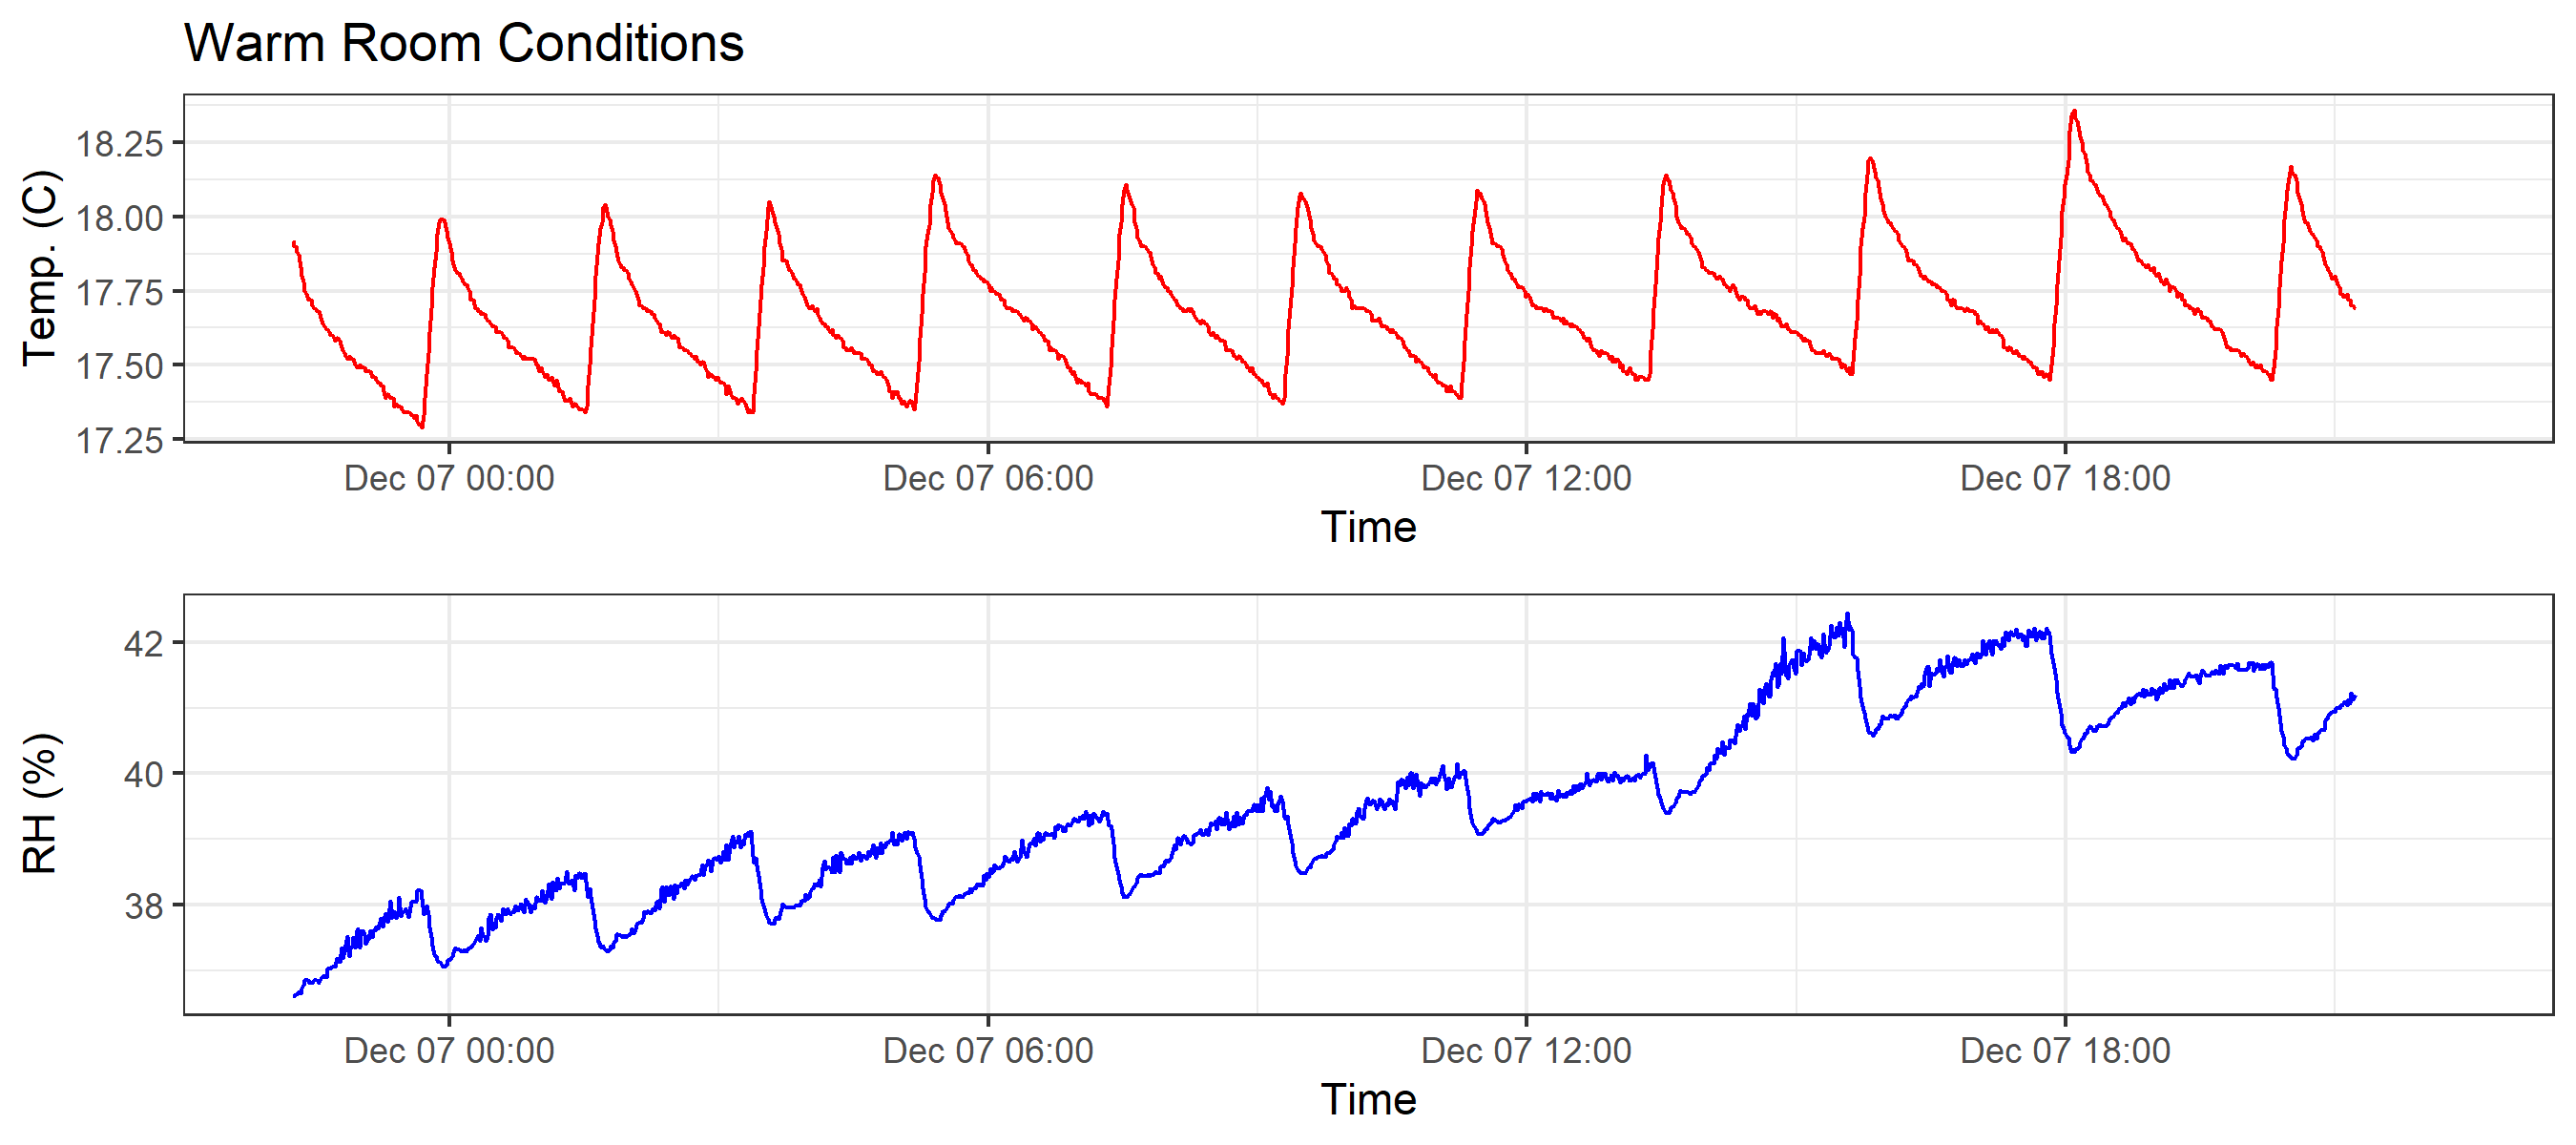 Warm Room Conditions
Temp. (C)
18.25
18.00
17.75
17.50
17.25
Dec 07 00:00 Dec 07 06:00 Dec 07 12:00 Dec 07 18:00
Time
RH (%)
42
40
38
Dec 07 00:00 Dec 07 06:00 Dec 07 12:00 Dec 07 18:00
Time